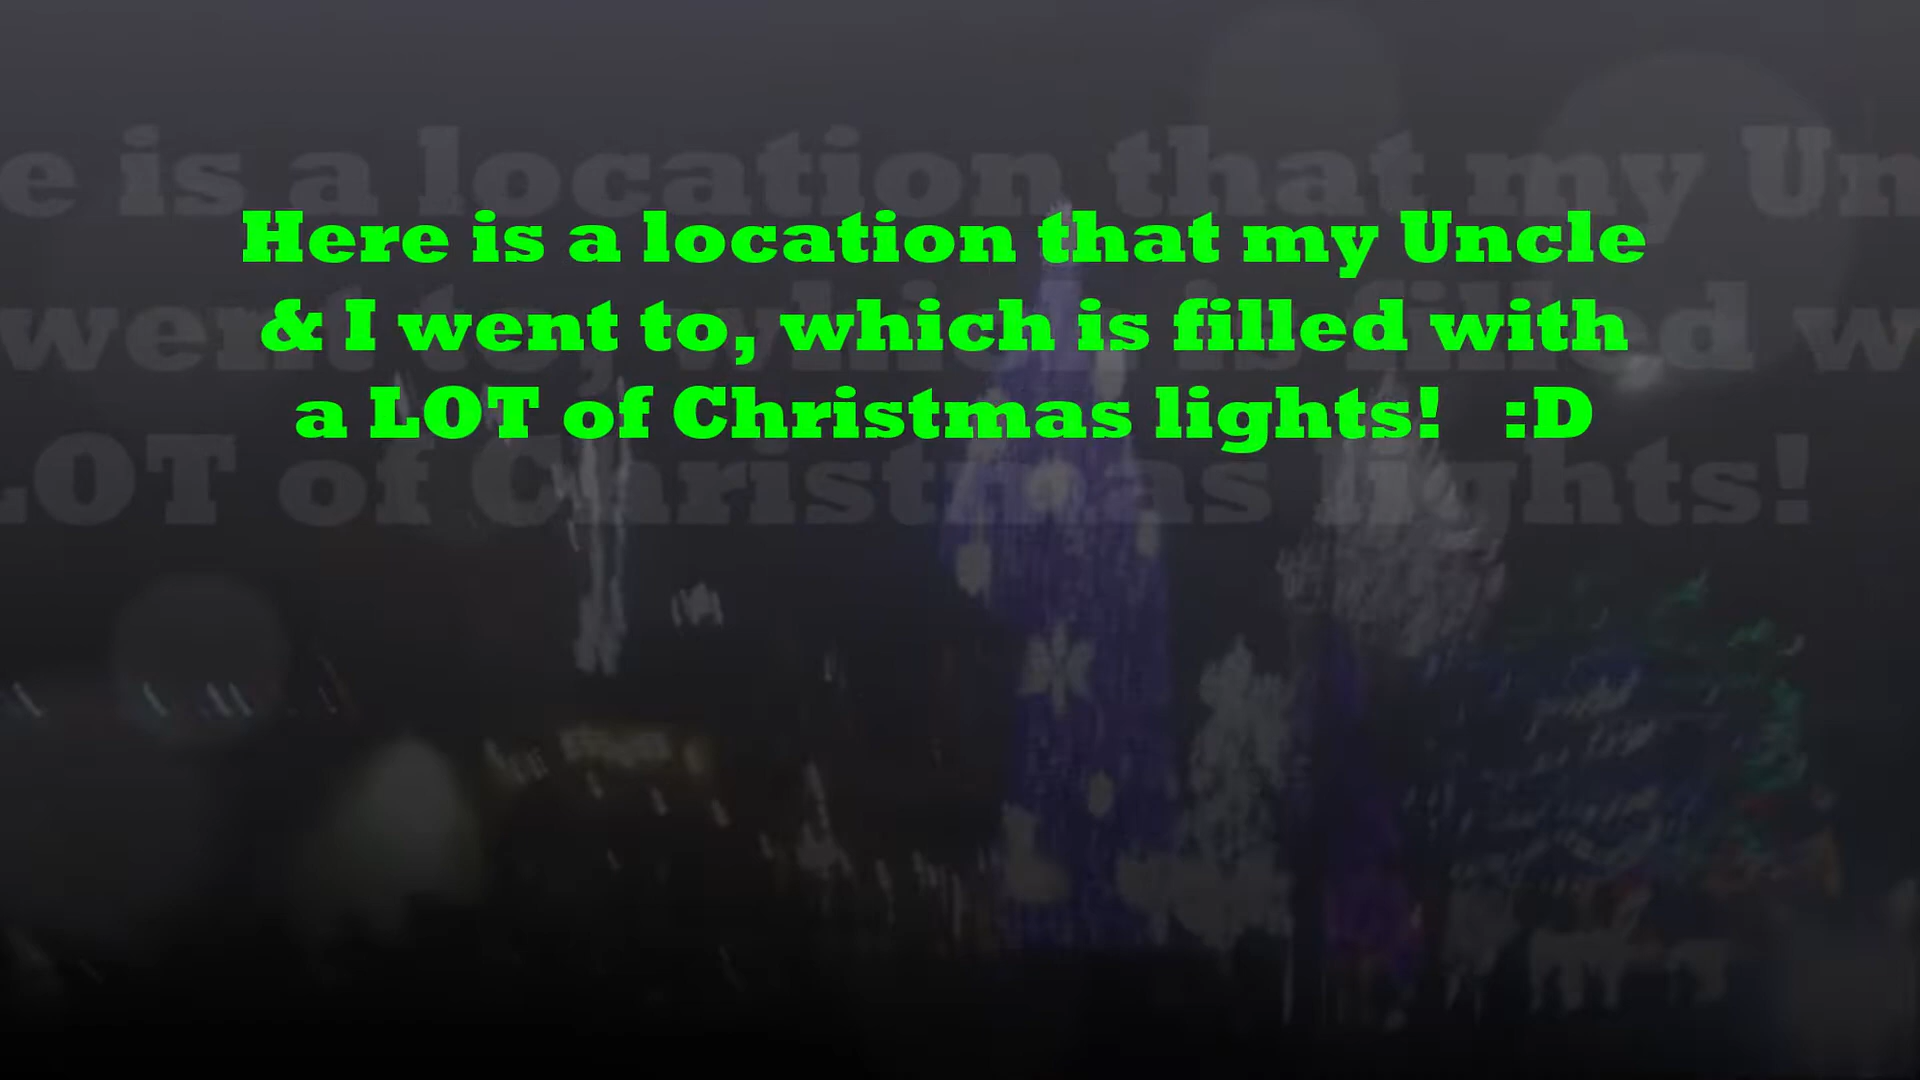 Here is a location that my Uncle
& I went to, which is filled with
a LOT of Christmas lights!   :D